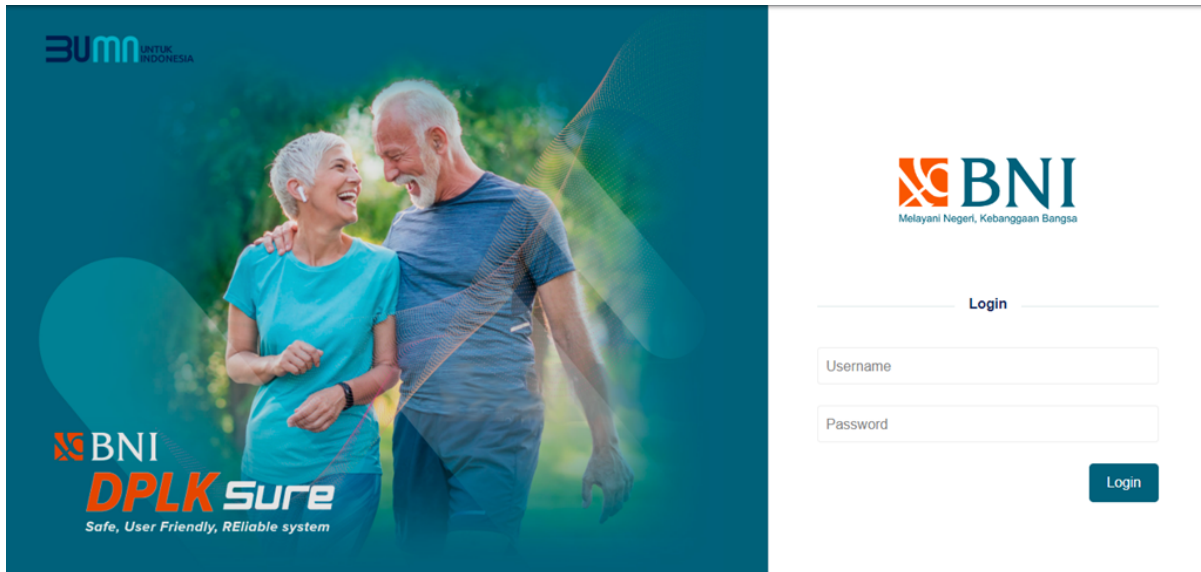 BUMN UNTUK
INDONESIA
BNI
DPLK Sure
Safe, User Friendly, REliable system
BNI
Melayani Negeri, Kebanggaan Bangsa
Login
Username
Password
Login